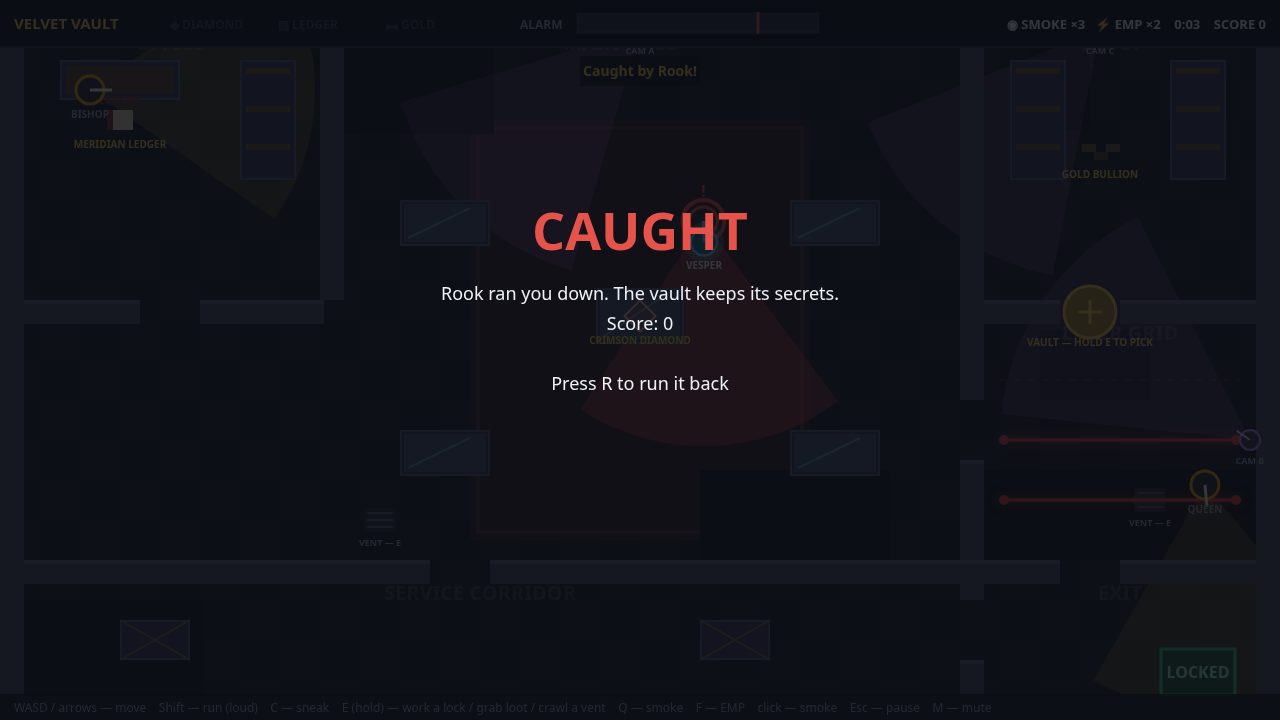 VELVET VAULT ◆ DIAMOND ▤ LEDGER GOLD ALARM ◉ SMOKE ×3 ⚡ EMP ×2 0:03 SCORE 0
CAM A
CAM C
Caught by Rook!
BISHOP
MERIDIAN LEDGER
GOLD BULLION
!
CAUGHT
VESPER
Rook ran you down. The vault keeps its secrets.
Score: 0
CRIMSON DIAMOND
VAULT — HOLD E TO PICK
Press R to run it back
CAM B
QUEEN
VENT — E
VENT — E
SERVICE CORRIDOR
EXIT
LOCKED
WASD / arrows — move Shift — run (loud) C — sneak E (hold) — work a lock / grab loot / crawl a vent Q — smoke F — EMP click — smoke Esc — pause M — mute